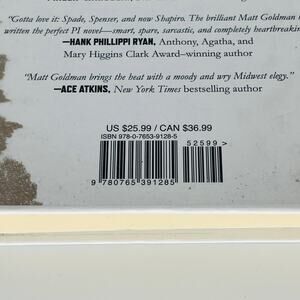 "Gotta love it: Spade, Spenser, and now Shapiro. The brilliant Matt Goldman
written the perfect PI novel—smart, spare, sarcastic, and completely heartbreakin
—HANK PHILLIPPI RYAN, Anthony, Agatha, and
Mary Higgins Clark Award–winning author
"Matt Goldman brings the heat with a moody and wry Midwest elegy."
—ACE ATKINS, New York Times bestselling author
US $25.99 / CAN $36.99
ISBN 978-0-7653-9128-5
52599>
9 780765 391285